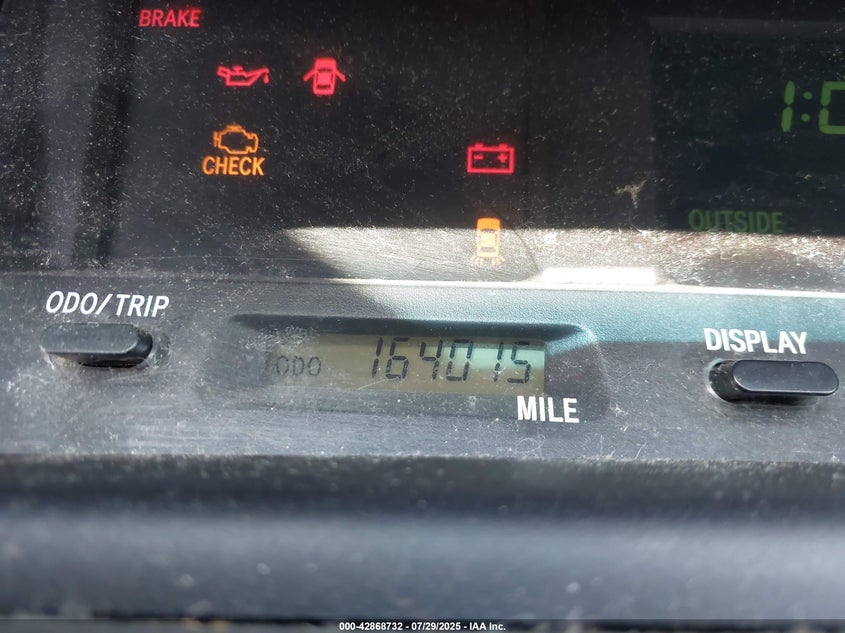 BRAKE
CHECK
1:0
OUTSIDE
ODO/TRIP
ODO 164015
MILE
DISPLAY
000-42868732 / 07/29/2025 - IAA Inc.